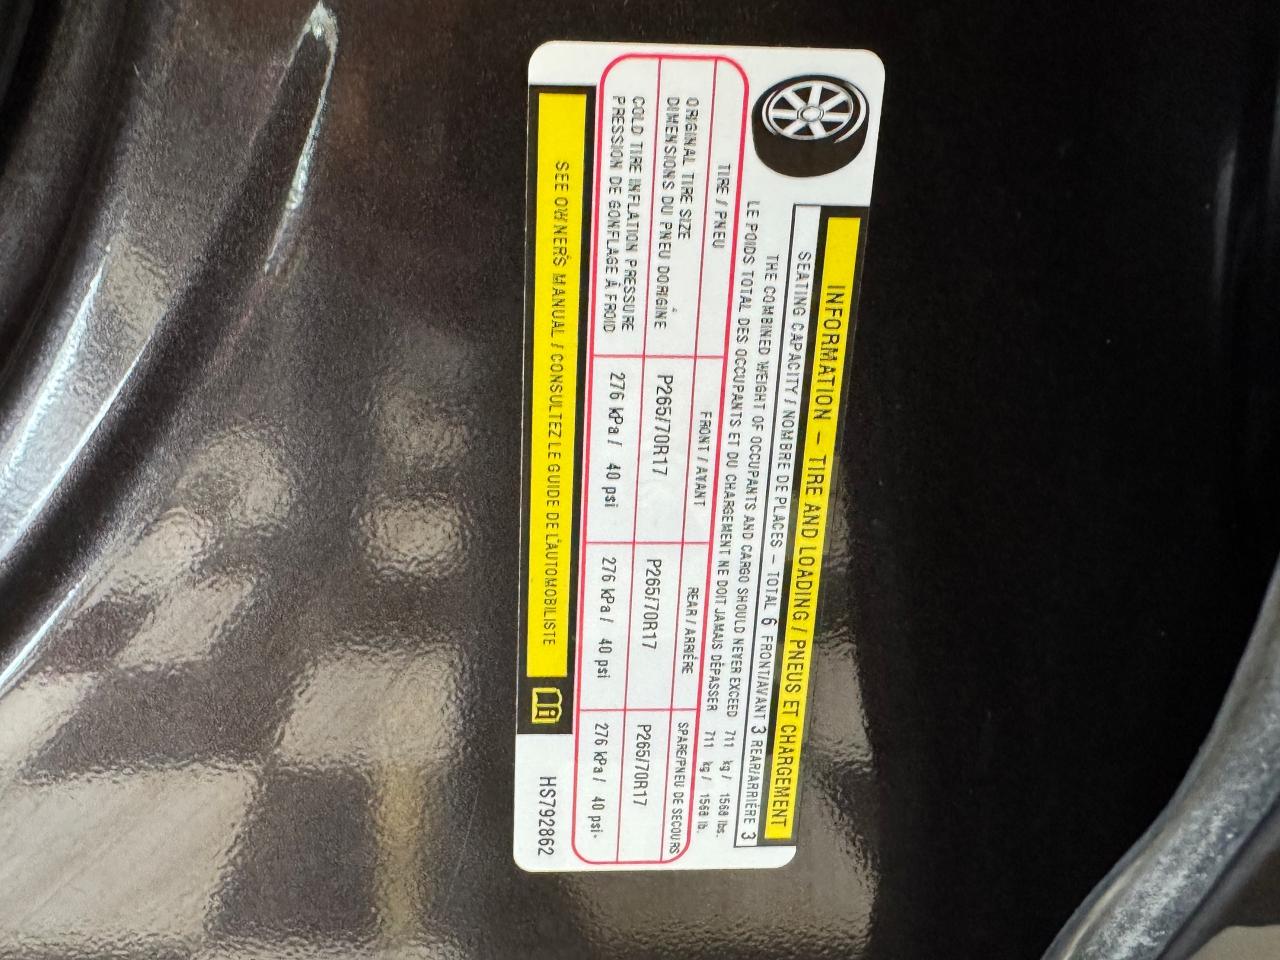 INFORMATION – TIRE AND LOADING / PNEUS ET CHARGEMENT
SEATING CAPACITY / NOMBRE DE PLACES – TOTAL 6 FRONT/AVANT 3 REAR/ARRIÈRE 3
THE COMBINED WEIGHT OF OCCUPANTS AND CARGO SHOULD NEVER EXCEED 711 kg / 1568 lbs.
LE POIDS TOTAL DES OCCUPANTS ET DU CHARGEMENT NE DOIT JAMAIS DÉPASSER 711 kg / 1568 lb.
TIRE / PNEU FRONT / AVANT REAR / ARRIÈRE SPARE/PNEU DE SECOURS
ORIGINAL TIRE SIZE
DIMENSIONS DU PNEU DÔRIGINE P265/70R17 P265/70R17 P265/70R17
COLD TIRE INFLATION PRESSURE
PRESSION DE GONFLAGE À FROID 276 kPa / 40 psi 276 kPa / 40 psi 276 kPa / 40 psi
SEE OWNER'S MANUAL / CONSULTEZ LE GUIDE DE L'AUTOMOBILISTE
HS792862